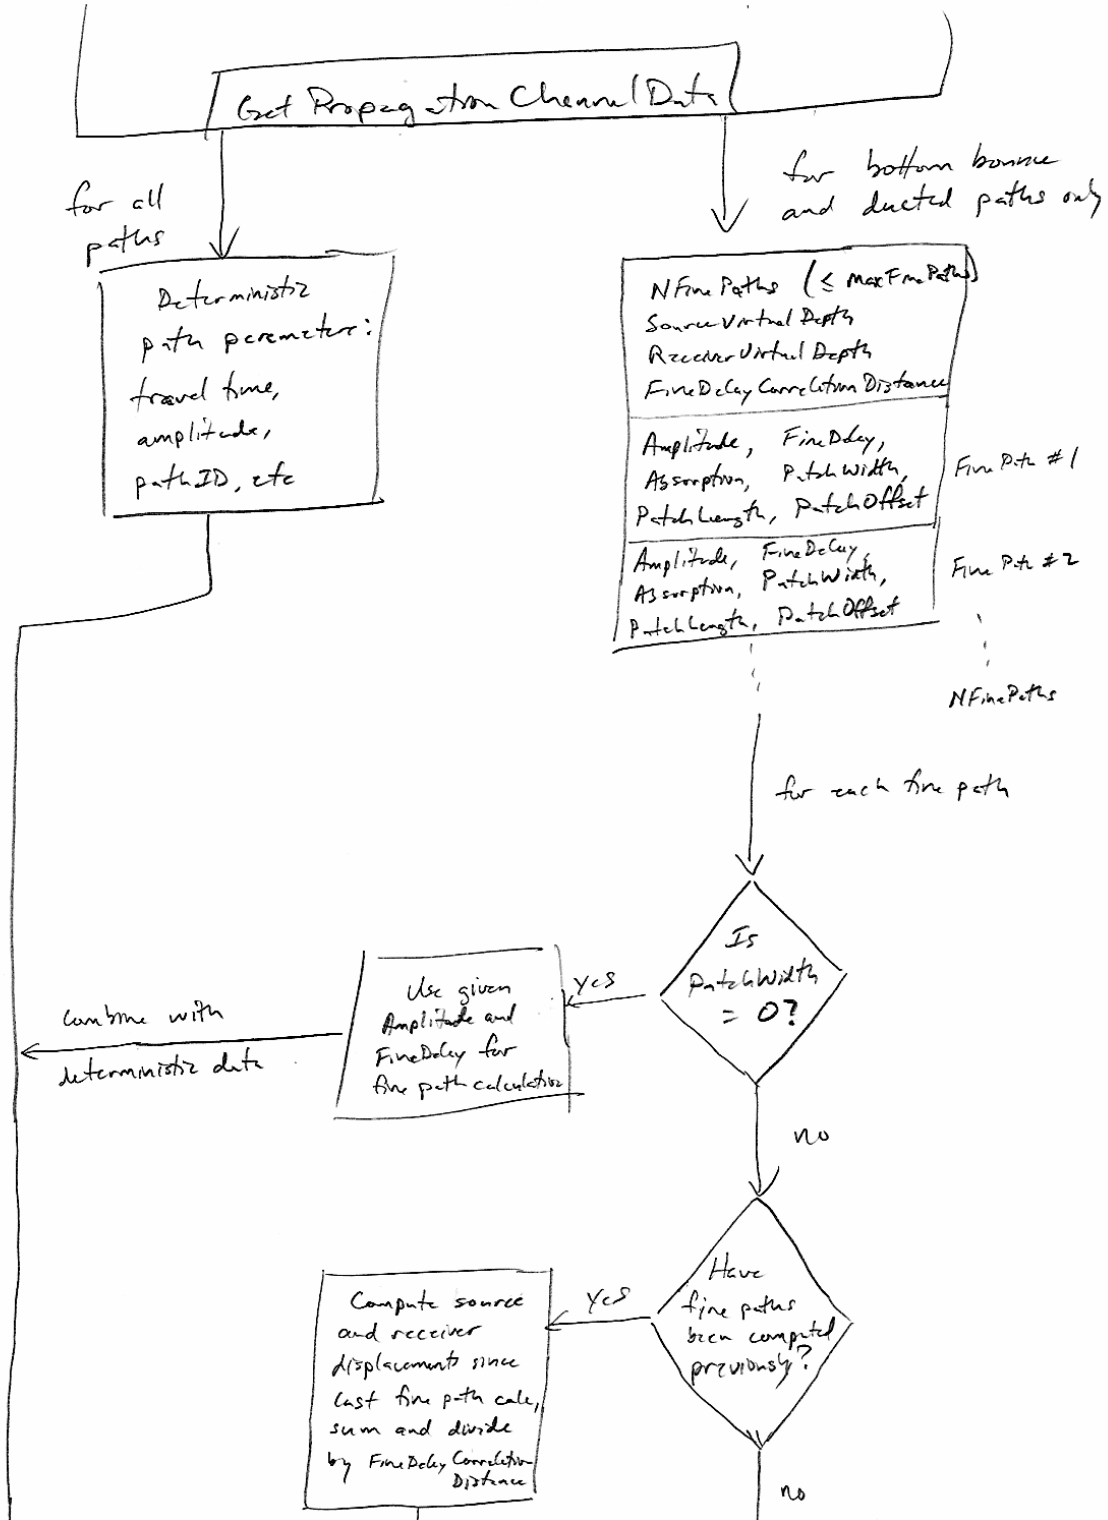 Get Propagation Channel Data
for all
paths
for bottom bounce
and ducted paths only
Deterministic
path parameters:
travel time,
amplitude,
path ID, etc
NFinePaths (≤ maxFinePaths)
SourceVirtualDepth
ReceiverVirtualDepth
FineDelayCorrelationDistance
Amplitude, FineDelay,
Absorption, PatchWidth,
PatchLength, PatchOffset
Fine Path #1
Amplitude, FineDelay,
Absorption, PatchWidth,
PatchLength, PatchOffset
Fine Path #2
NFinePaths
for each fine path
Is
PatchWidth
= 0?
yes
Use given
Amplitude and
FineDelay for
fine path calculation
combine with
deterministic data
no
Have
fine paths
been computed
previously?
yes
Compute source
and receiver
displacements since
last fine path calc,
sum and divide
by FineDelayCorrelation
Distance
no